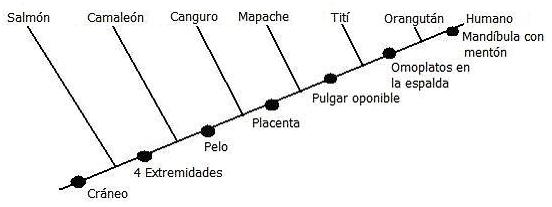 Salmón
Camaleón
Canguro
Mapache
Tití
Orangután
Humano
Mandíbula con
mentón
Omoplatos en
la espalda
Pulgar oponible
Placenta
Pelo
4 Extremidades
Cráneo